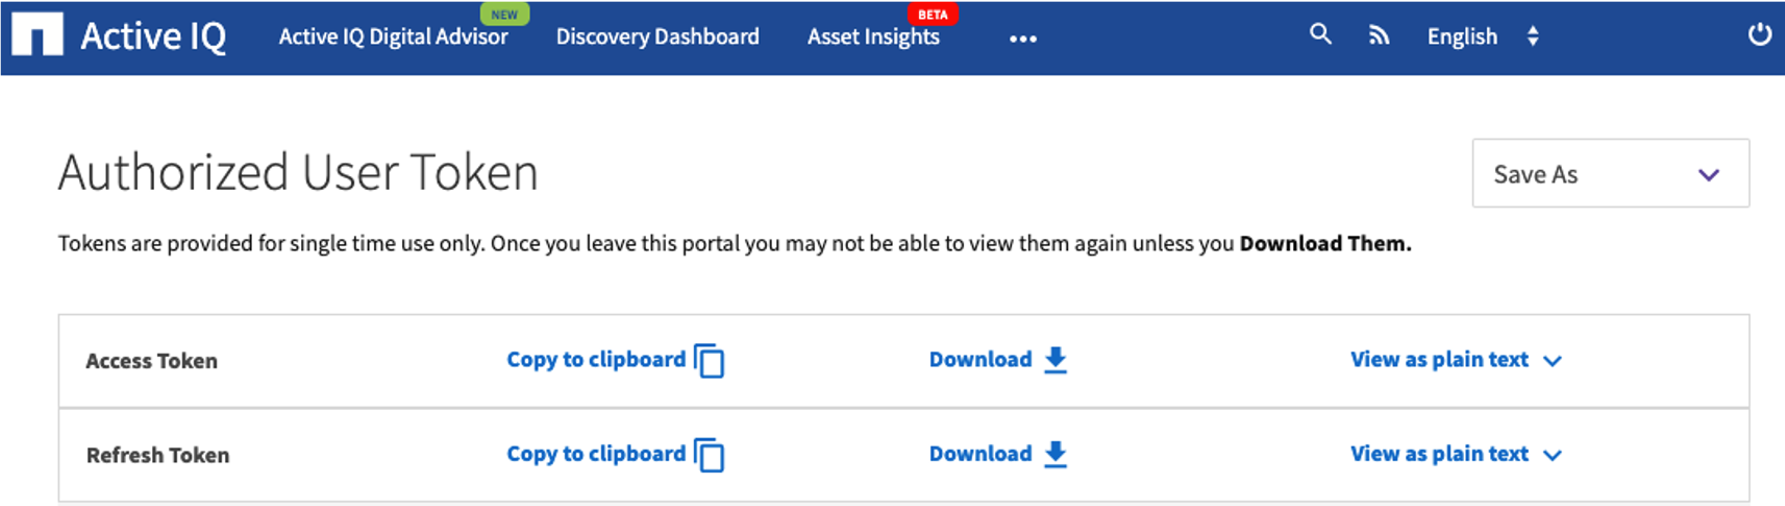 NEW
BETA
Active IQ Active IQ Digital Advisor Discovery Dashboard Asset Insights ••• English
Authorized User Token
Save As
Tokens are provided for single time use only. Once you leave this portal you may not be able to view them again unless you Download Them.
Access Token Copy to clipboard Download View as plain text
Refresh Token Copy to clipboard Download View as plain text